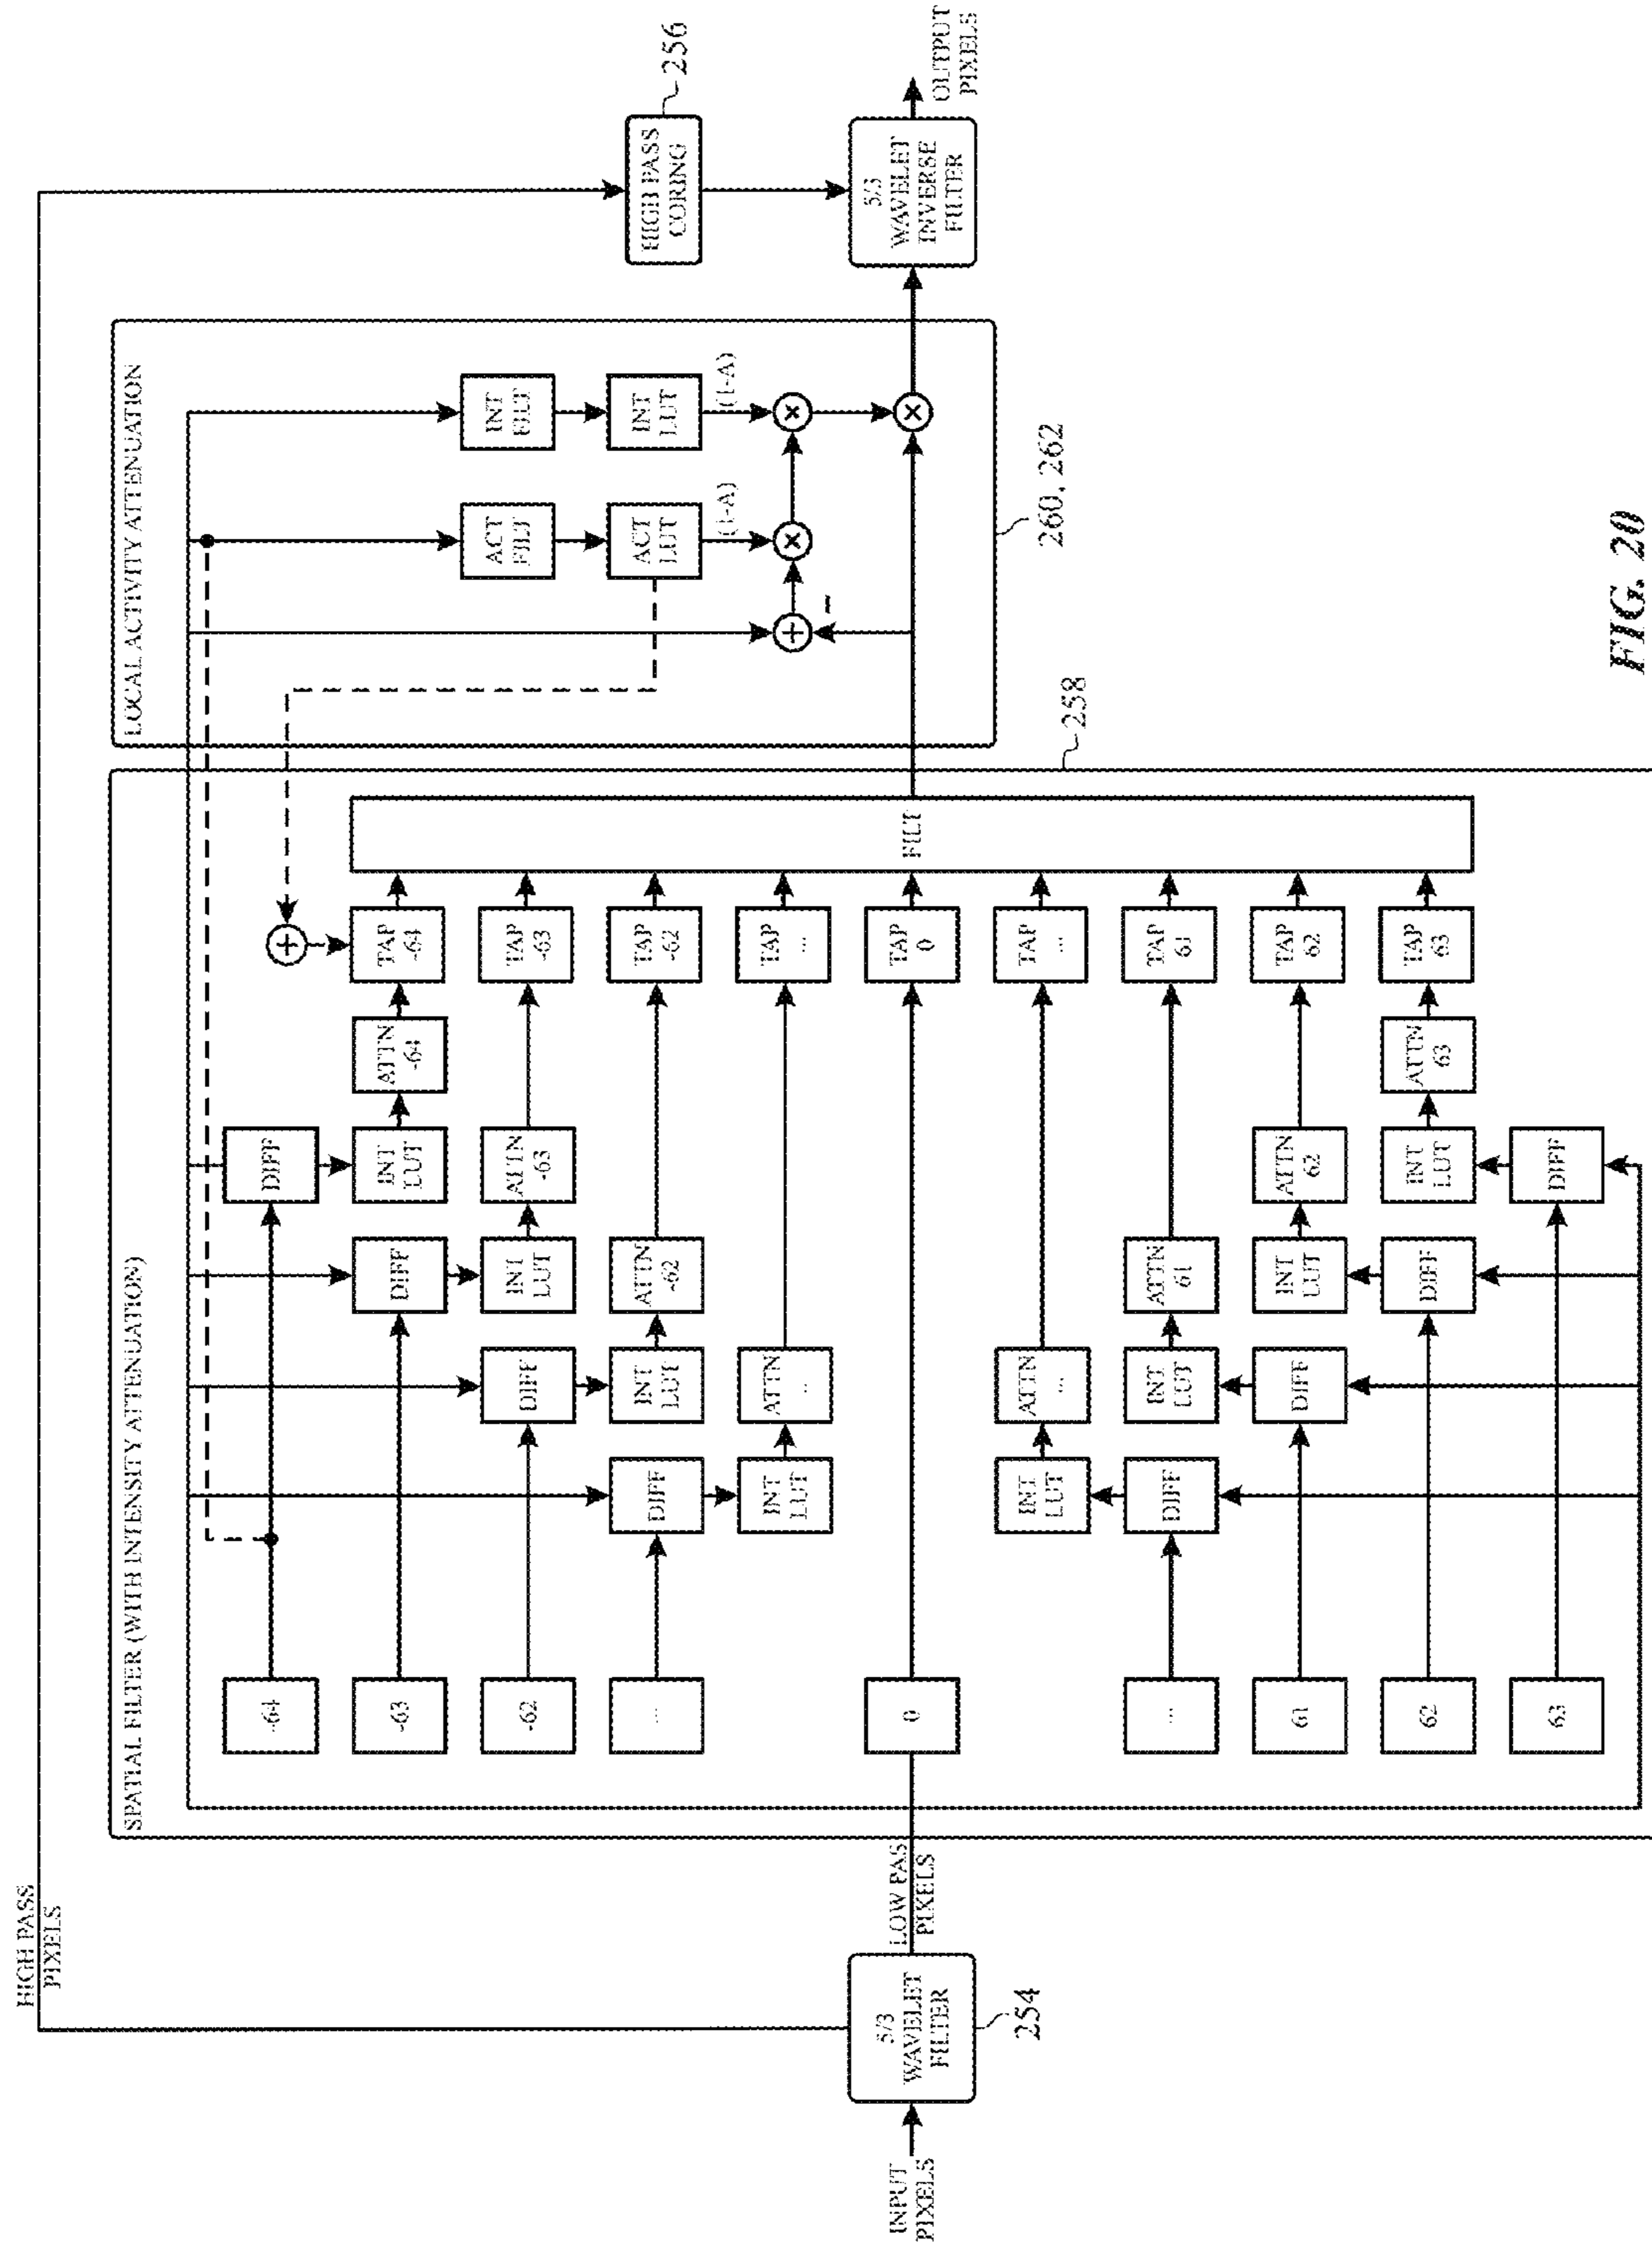 HIGH PASS
PIXELS
INPUT
PIXELS
5/3
WAVELET
FILTER
254
LOW PAS
PIXELS
SPATIAL FILTER (WITH INTENSITY ATTENUATION)
-64
-63
-62
...
0
...
61
62
63
DIFF
DIFF
DIFF
DIFF
DIFF
DIFF
DIFF
DIFF
INT
LUT
INT
LUT
INT
LUT
INT
LUT
INT
LUT
INT
LUT
INT
LUT
INT
LUT
ATTN
-64
ATTN
-63
ATTN
-62
ATTN
...
ATTN
...
ATTN
61
ATTN
62
ATTN
63
TAP
-64
TAP
-63
TAP
-62
TAP
...
TAP
0
TAP
...
TAP
61
TAP
62
TAP
63
FILT
258
LOCAL ACTIVITY ATTENUATION
+
+
-
ACT
FILT
ACT
LUT
(1-A)
×
INT
FILT
INT
LUT
(1-A)
×
×
260, 262
HIGH PASS
CORING
256
5/3
WAVELET
INVERSE
FILTER
OUTPUT
PIXELS
FIG. 20